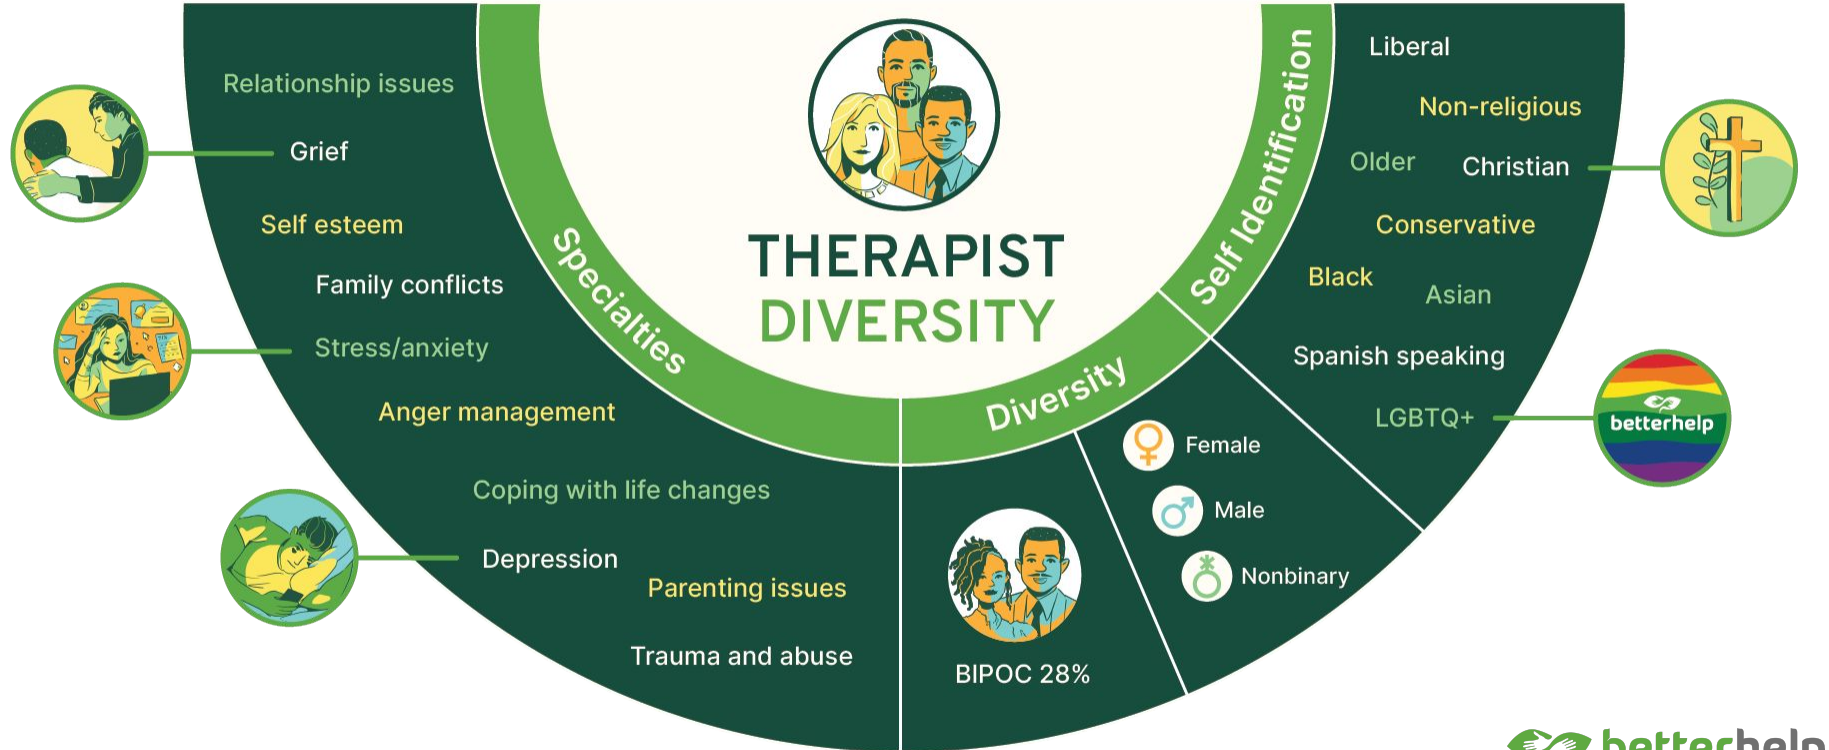 THERAPIST
DIVERSITY
Specialties
Relationship issues
Grief
Self esteem
Family conflicts
Stress/anxiety
Anger management
Coping with life changes
Depression
Parenting issues
Trauma and abuse
Diversity
BIPOC 28%
Female
Male
Nonbinary
Self Identification
Liberal
Non-religious
Older
Christian
Conservative
Black
Asian
Spanish speaking
LGBTQ+
betterhelp
betterhelp